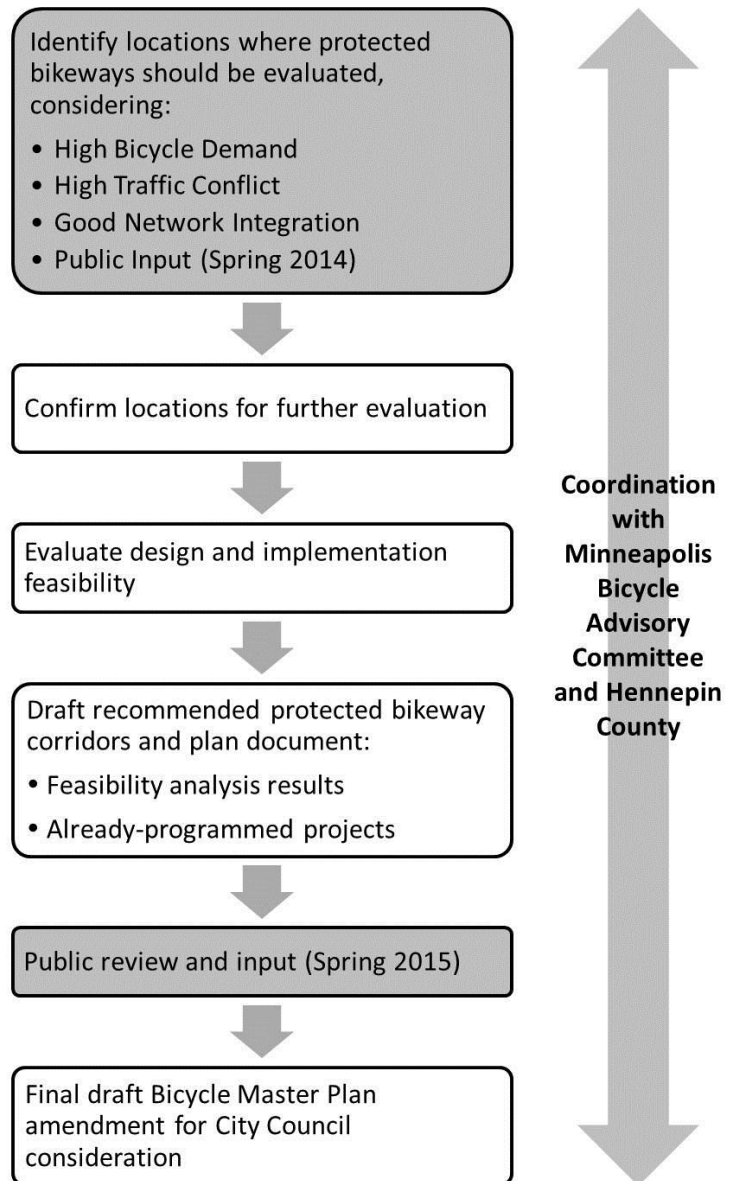 Identify locations where protected
bikeways should be evaluated,
considering:
• High Bicycle Demand
• High Traffic Conflict
• Good Network Integration
• Public Input (Spring 2014)
Confirm locations for further evaluation
Evaluate design and implementation
feasibility
Draft recommended protected bikeway
corridors and plan document:
• Feasibility analysis results
• Already-programmed projects
Public review and input (Spring 2015)
Final draft Bicycle Master Plan
amendment for City Council
consideration
Coordination
with
Minneapolis
Bicycle
Advisory
Committee
and Hennepin
County